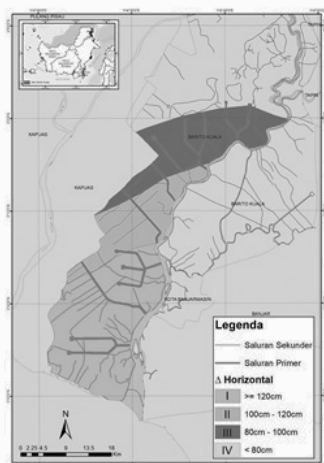 PULANG PISAU
KAPUAS
BARITO KUALA
BARITO KUALA
KAPUAS
KOTA BANJARMASIN
BANJAR
Legenda
Saluran Sekunder
Saluran Primer
Δ Horizontal
I >= 120cm
II 100cm - 120cm
III 80cm - 100cm
IV < 80cm
N
0 2.25 4.5 9 13.5 18
Km